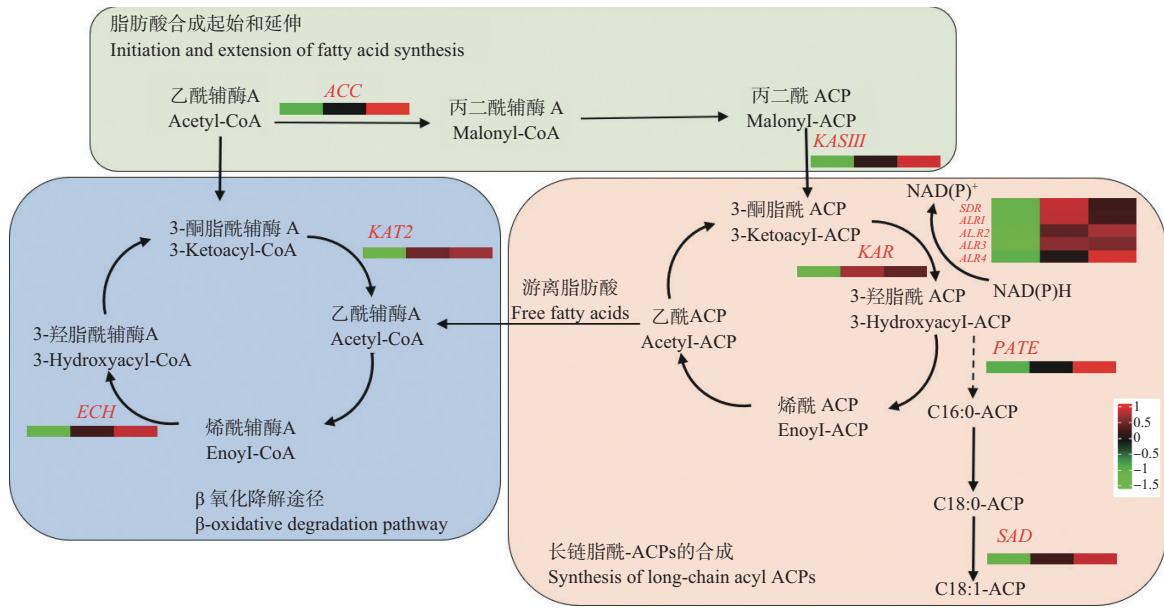 脂肪酸合成起始和延伸
Initiation and extension of fatty acid synthesis
乙酰辅酶A
Acetyl-CoA
ACC
丙二酰辅酶 A
Malonyl-CoA
丙二酰 ACP
MalonyI-ACP
KASIII
3-酮脂酰辅酶 A
3-Ketoacyl-CoA
KAT2
乙酰辅酶A
Acetyl-CoA
3-羟脂酰辅酶A
3-Hydroxyacyl-CoA
ECH
烯酰辅酶A
EnoyI-CoA
β 氧化降解途径
β-oxidative degradation pathway
游离脂肪酸
Free fatty acids
3-酮脂酰 ACP
3-KetoacyI-ACP
KAR
乙酰ACP
AcetyI-ACP
3-羟脂酰 ACP
3-HydroxyacyI-ACP
烯酰 ACP
EnoyI-ACP
NAD(P)⁺
SDR
ALR1
AL.R2
ALR3
ALR4
NAD(P)H
PATE
C16:0-ACP
C18:0-ACP
SAD
C18:1-ACP
长链脂酰-ACPs的合成
Synthesis of long-chain acyl ACPs
1
0.5
0
−0.5
−1
−1.5